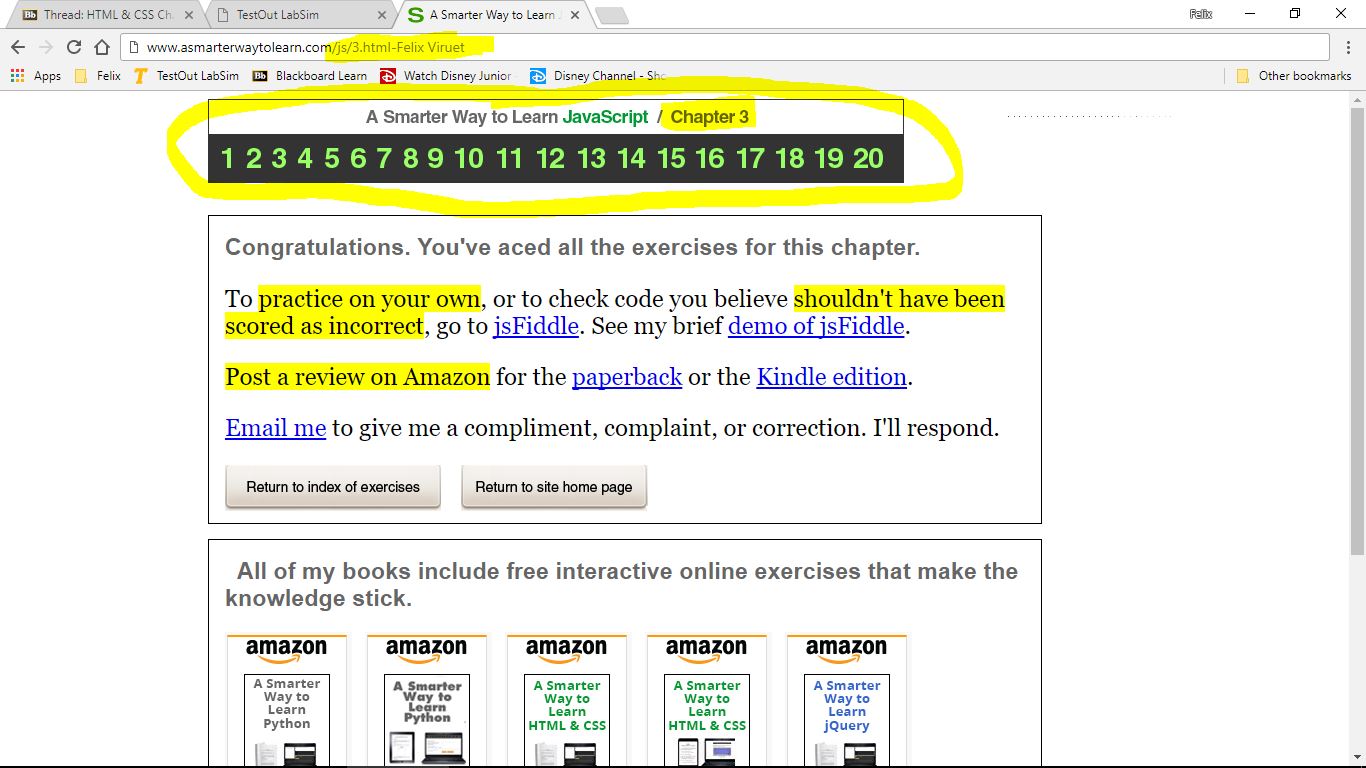 Thread: HTML & CSS Ch
TestOut LabSim
A Smarter Way to Learn
Felix
www.asmarterwaytolearn.com/js/3.html-Felix Viruet
Apps Felix TestOut LabSim Bb Blackboard Learn Watch Disney Junior Disney Channel - Sho Other bookmarks
A Smarter Way to Learn JavaScript / Chapter 3
1 2 3 4 5 6 7 8 9 10 11 12 13 14 15 16 17 18 19 20
Congratulations. You've aced all the exercises for this chapter.
To practice on your own, or to check code you believe shouldn't have been
scored as incorrect, go to jsFiddle. See my brief demo of jsFiddle.
Post a review on Amazon for the paperback or the Kindle edition.
Email me to give me a compliment, complaint, or correction. I'll respond.
Return to index of exercises Return to site home page
All of my books include free interactive online exercises that make the
knowledge stick.
amazon amazon amazon amazon amazon
A Smarter
Way to
Learn
Python
A Smarter
Way to
Learn
Python
A Smarter
Way to
Learn
HTML & CSS
A Smarter
Way to
Learn
HTML & CSS
A Smarter
Way to
Learn
jQuery